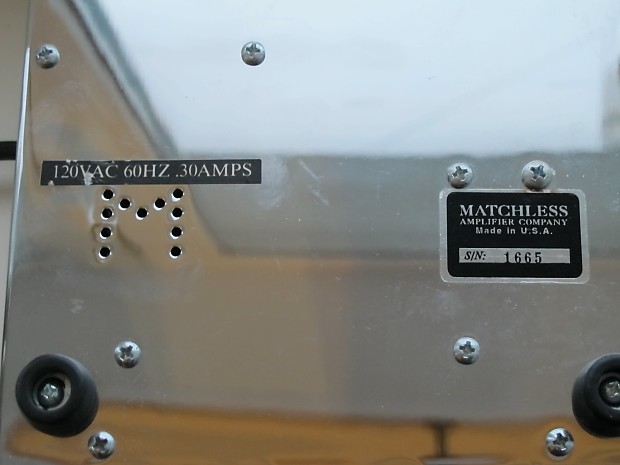 120VAC 60HZ .30AMPS
MATCHLESS
AMPLIFIER COMPANY
Made in U.S.A.
S/N: 1665